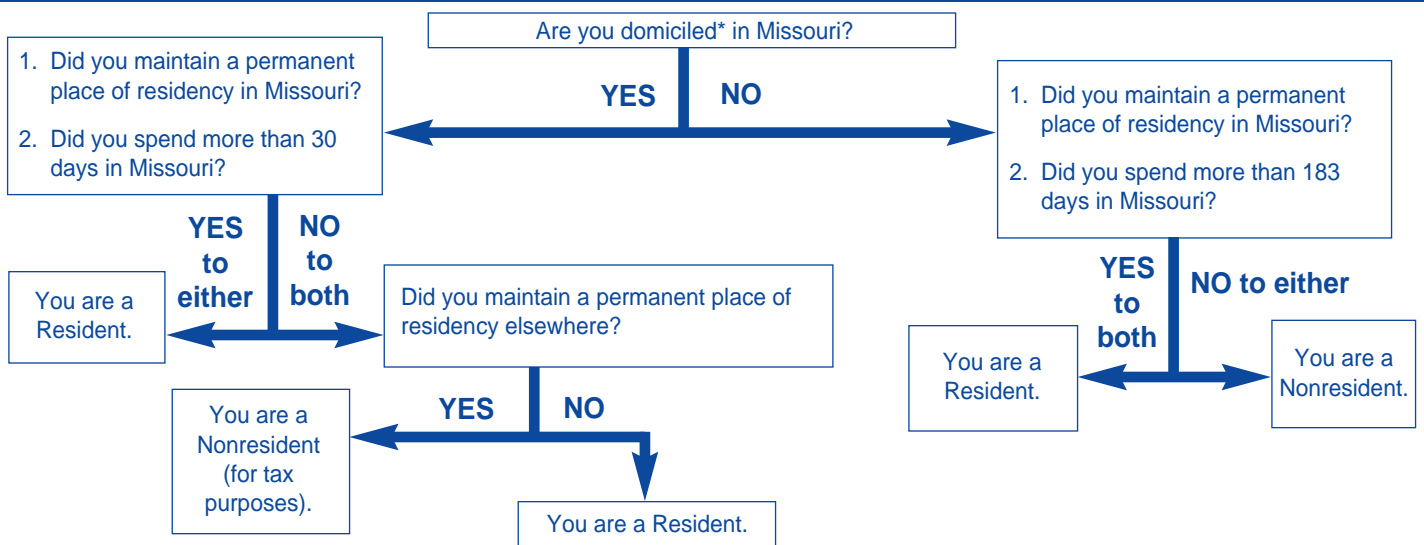 Are you domiciled* in Missouri?
1. Did you maintain a permanent
place of residency in Missouri?
2. Did you spend more than 30
days in Missouri?
YES
NO
1. Did you maintain a permanent
place of residency in Missouri?
2. Did you spend more than 183
days in Missouri?
YES
to
either
NO
to
both
You are a
Resident.
Did you maintain a permanent place of
residency elsewhere?
YES
to
both
NO to either
You are a
Resident.
You are a
Nonresident.
YES
NO
You are a
Nonresident
(for tax
purposes).
You are a Resident.